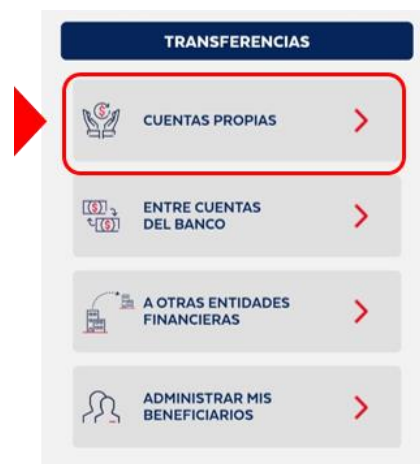 TRANSFERENCIAS
CUENTAS PROPIAS
ENTRE CUENTAS
DEL BANCO
A OTRAS ENTIDADES
FINANCIERAS
ADMINISTRAR MIS
BENEFICIARIOS